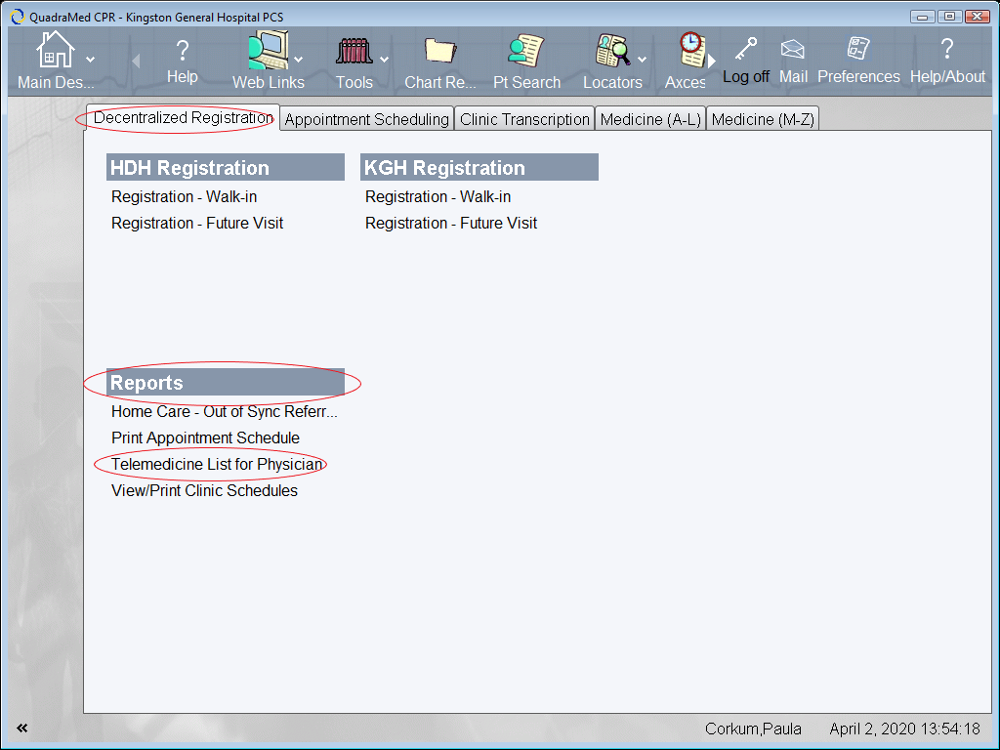 QuadraMed CPR - Kingston General Hospital PCS
Main Des...
Help
Web Links
Tools
Chart Re...
Pt Search
Locators
Axces
Log off
Mail
Preferences
Help/About
Decentralized Registration
Appointment Scheduling
Clinic Transcription
Medicine (A-L)
Medicine (M-Z)
HDH Registration
KGH Registration
Registration - Walk-in
Registration - Walk-in
Registration - Future Visit
Registration - Future Visit
Reports
Home Care - Out of Sync Referr...
Print Appointment Schedule
Telemedicine List for Physician
View/Print Clinic Schedules
Corkum,Paula
April 2, 2020 13:54:18